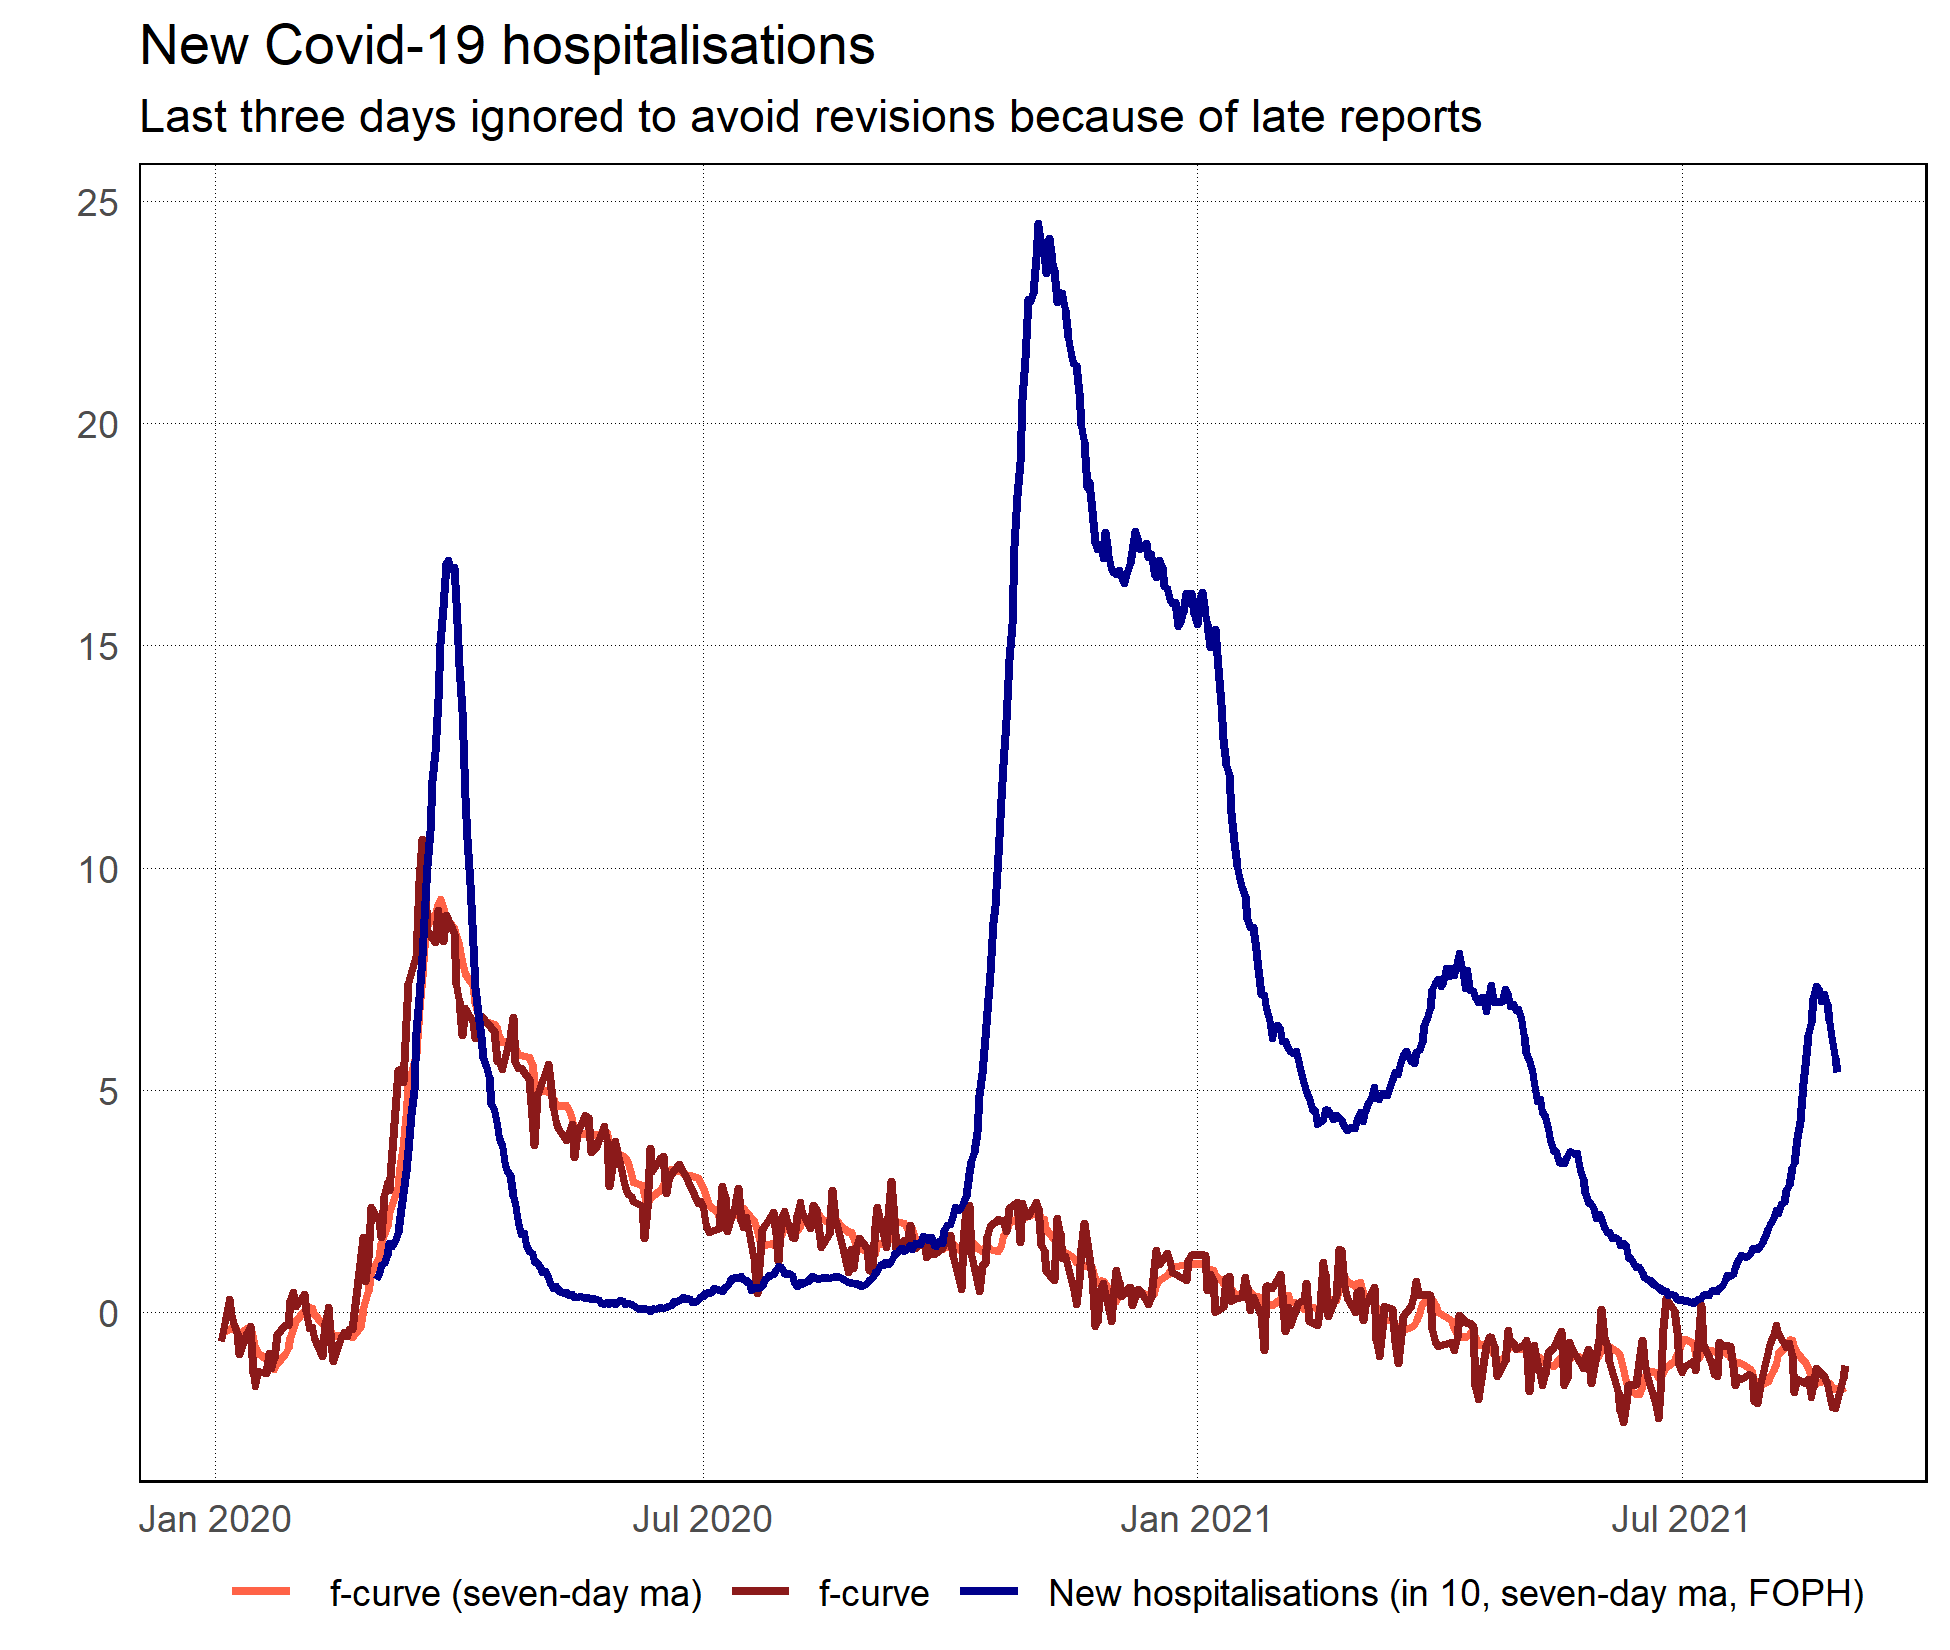 New Covid-19 hospitalisations
Last three days ignored to avoid revisions because of late reports
25
20
15
10
5
0
Jan 2020 Jul 2020 Jan 2021 Jul 2021
f-curve (seven-day ma) f-curve New hospitalisations (in 10, seven-day ma, FOPH)